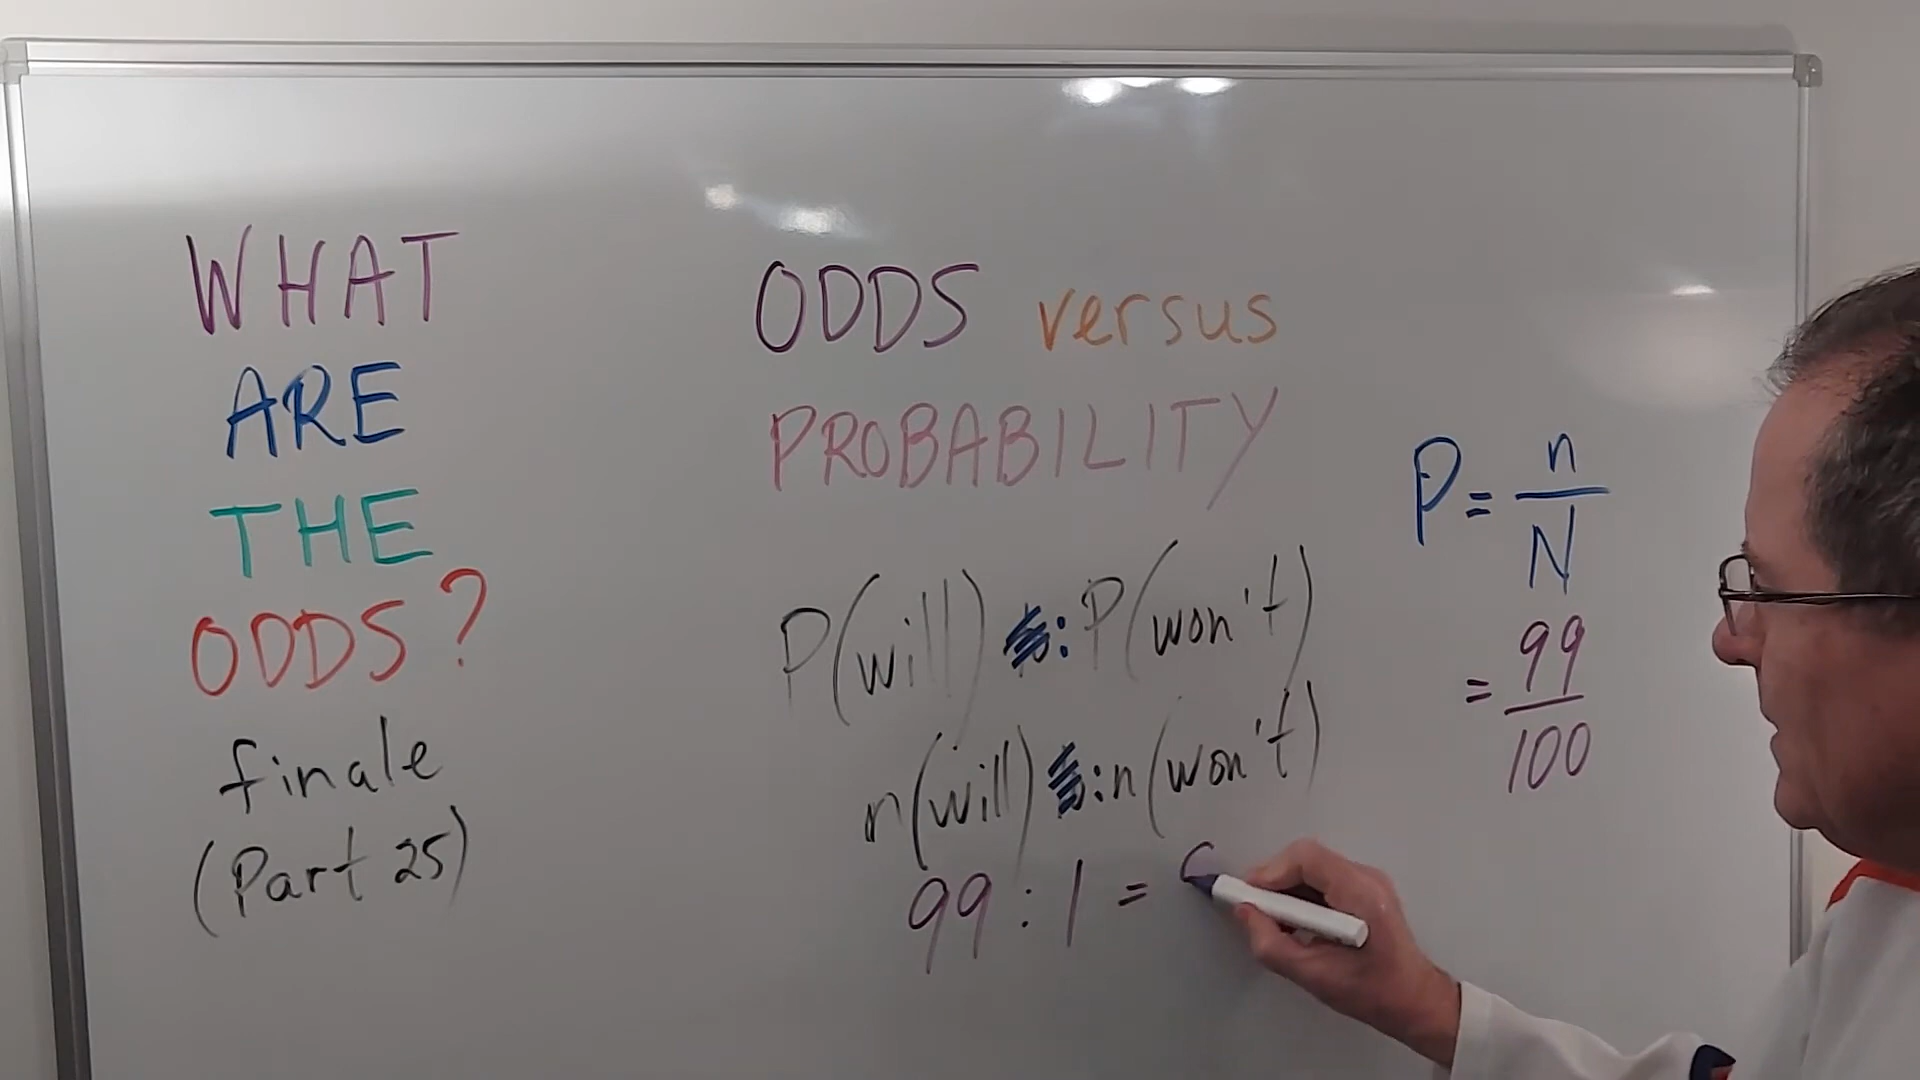 WHAT
ARE
THE
ODDS?
finale
(Part 25)
ODDS versus
PROBABILITY
P(will) : P(won't)
n(will) : n(won't)
99 : 1 =
P = n/N
= 99/100